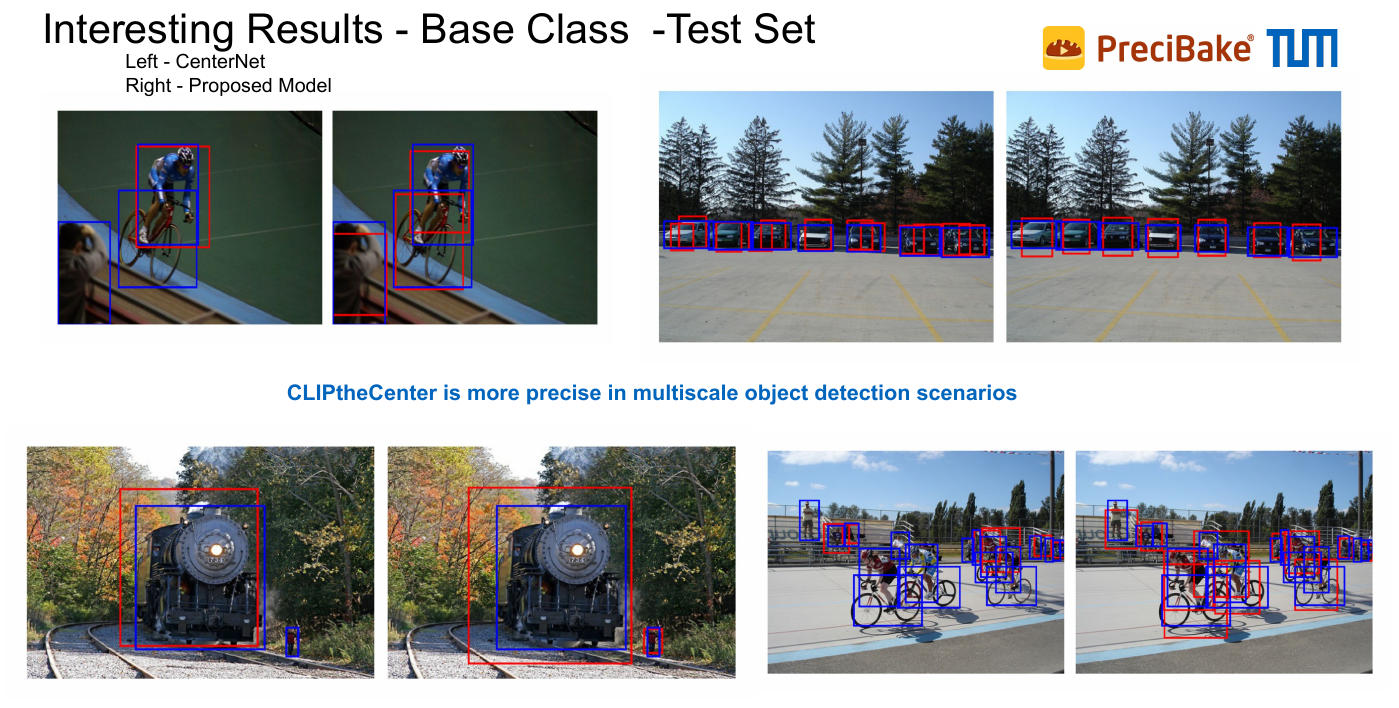 Interesting Results - Base Class -Test Set
Left - CenterNet
Right - Proposed Model
PreciBake®
TUM
CLIPtheCenter is more precise in multiscale object detection scenarios
1734